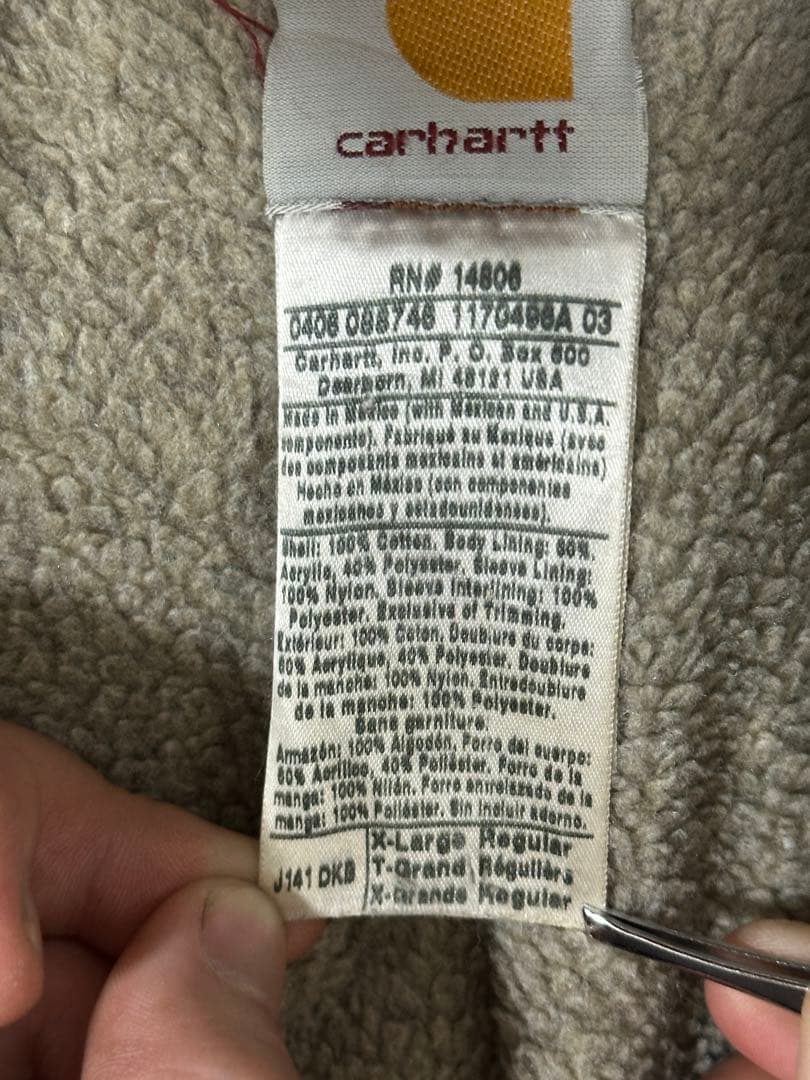 carhartt
RN# 14806
0406 088746 1170496A 03
Carhartt, Inc. P. O. Box 600
Dearborn, MI 48121 USA
Made in Mexico (with Mexican and U.S.A.
components). Fabriqué au Mexique (avec
des composants mexicains et américains)
Hecho en México (con componentes
mexicanos y estadounidenses).
Shell: 100% Cotton. Body Lining: 60%
Acrylic, 40% Polyester. Sleeve Lining:
100% Nylon. Sleeve Interlining: 100%
Polyester. Exclusive of Trimming.
Extérieur: 100% Coton. Doublure du corps:
60% Acrylique, 40% Polyester. Doublure
de la manche: 100% Nylon. Entredoublure
de la manche: 100% Polyester.
Sans garniture.
Armazón: 100% Algodón. Forro del cuerpo:
60% Acrílico, 40% Poliéster. Forro de la
manga: 100% Nilón. Forro entrelazado de la
manga: 100% Poliéster. Sin incluir adorno.
J141 DKB
X-Large Regular
T-Grand Régulière
X-Grande Regular